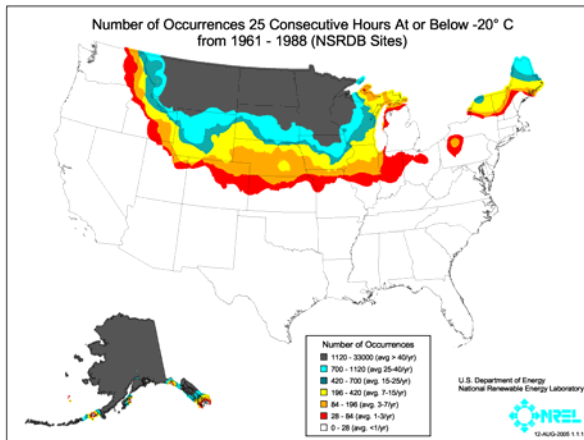 Number of Occurrences 25 Consecutive Hours At or Below -20° C
from 1961 - 1988 (NSRDB Sites)
Number of Occurrences
1120 - 33000 (avg > 40/yr)
700 - 1120 (avg 25-40/yr)
420 - 700 (avg. 15-25/yr)
196 - 420 (avg. 7-15/yr)
84 - 196 (avg. 3-7/yr)
28 - 84 (avg. 1-3/yr)
0 - 28 (avg. <1/yr)
U.S. Department of Energy
National Renewable Energy Laboratory
NREL
12-AUG-2005 1.1.1